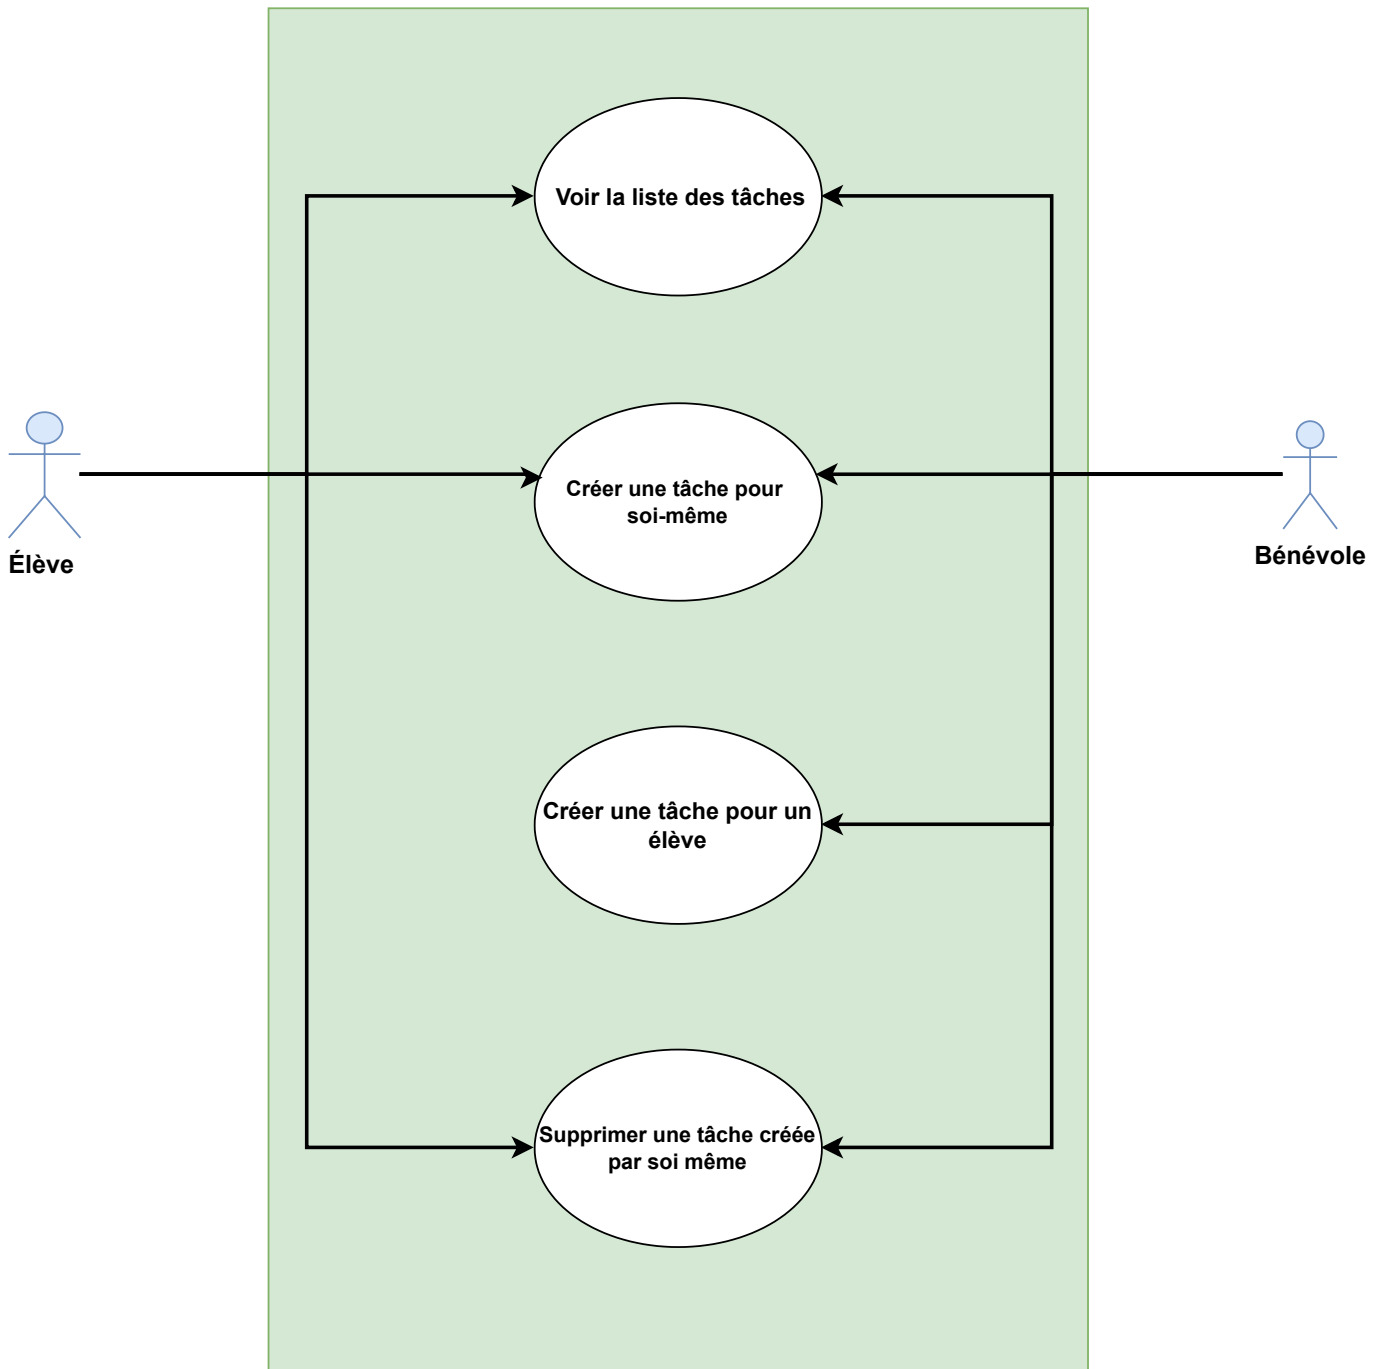 Voir la liste des tâches
Créer une tâche pour
soi-même
Élève
Bénévole
Créer une tâche pour un
élève
Supprimer une tâche créée
par soi même